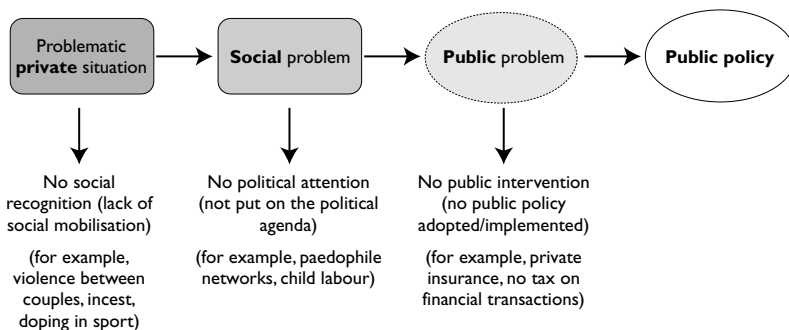 Problematic
private situation
Social problem
Public problem
Public policy
No social
recognition (lack of
social mobilisation)
(for example,
violence between
couples, incest,
doping in sport)
No political attention
(not put on the political
agenda)
(for example, paedophile
networks, child labour)
No public intervention
(no public policy
adopted/implemented)
(for example, private
insurance, no tax on
financial transactions)